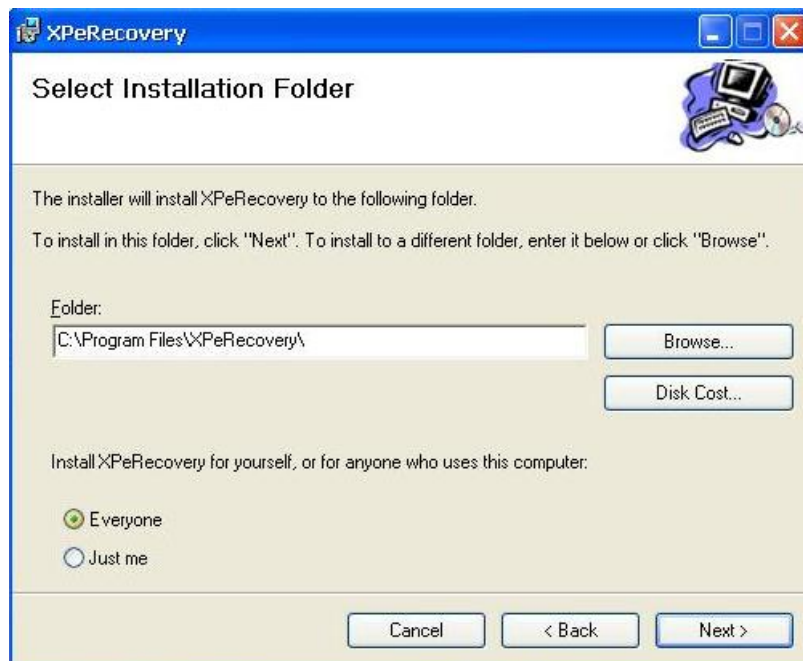 XPeRecovery
Select Installation Folder
The installer will install XPeRecovery to the following folder.
To install in this folder, click "Next". To install to a different folder, enter it below or click "Browse".
Folder:
C:\Program Files\XPeRecovery\
Browse...
Disk Cost...
Install XPeRecovery for yourself, or for anyone who uses this computer:
Everyone
Just me
Cancel
< Back
Next >